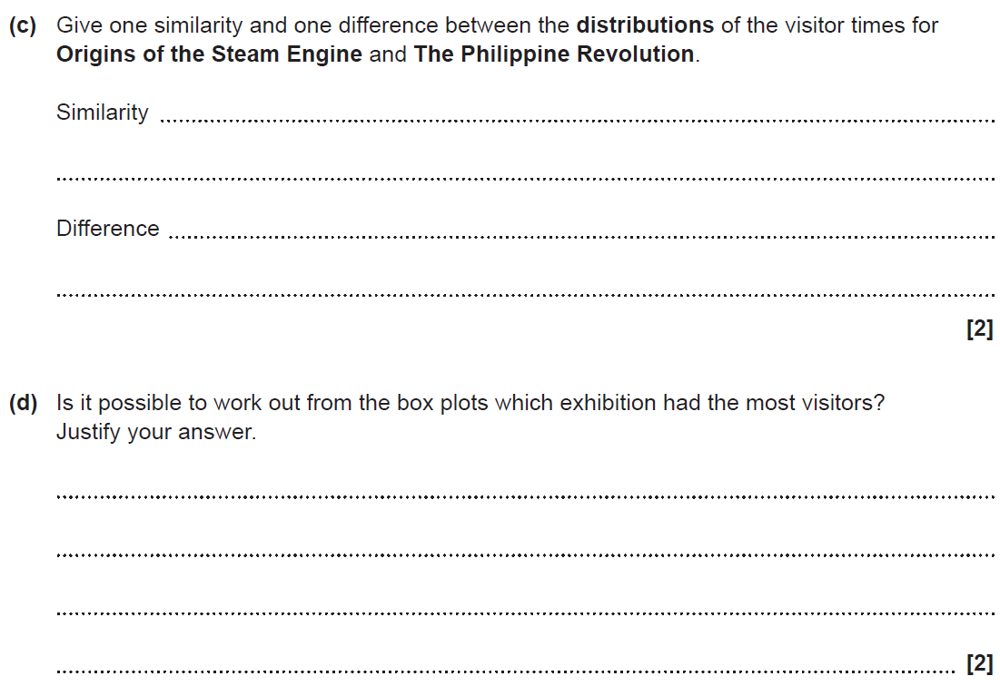 (c) Give one similarity and one difference between the distributions of the visitor times for
Origins of the Steam Engine and The Philippine Revolution.
Similarity
Difference
[2]
(d) Is it possible to work out from the box plots which exhibition had the most visitors?
Justify your answer.
[2]